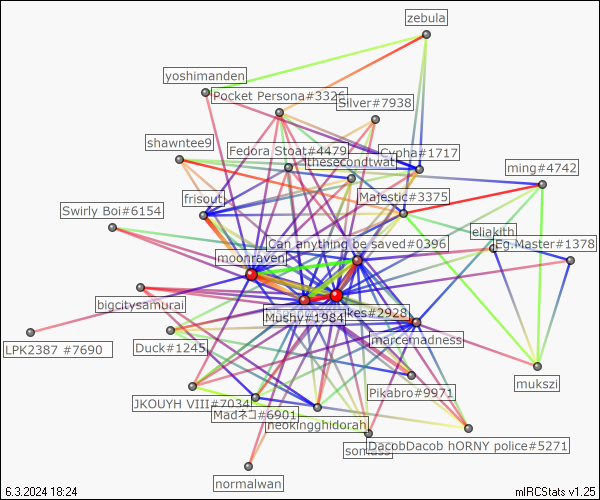 zebula
yoshimanden
Pocket Persona#3326
Silver#7938
shawntee9
Fedora Stoat#4479
thesecondtwat
Cypha#1717
ming#4742
frisout
Majestic#3375
Swirly Boi#6154
eliakith
Can anything be saved#0396
Eg.Master#1378
moonraven
bigcitysamurai
Mushy#1984
kes#2928
marcemadness
LPK2387 #7690
Duck#1245
Pikabro#9971
mukszi
JKOUYH VIII#7034
Madネコ#6901
neokingghidorah
DacobDacob hORNY police#5271
normalwan
6.3.2024 18:24
mIRCStats v1.25